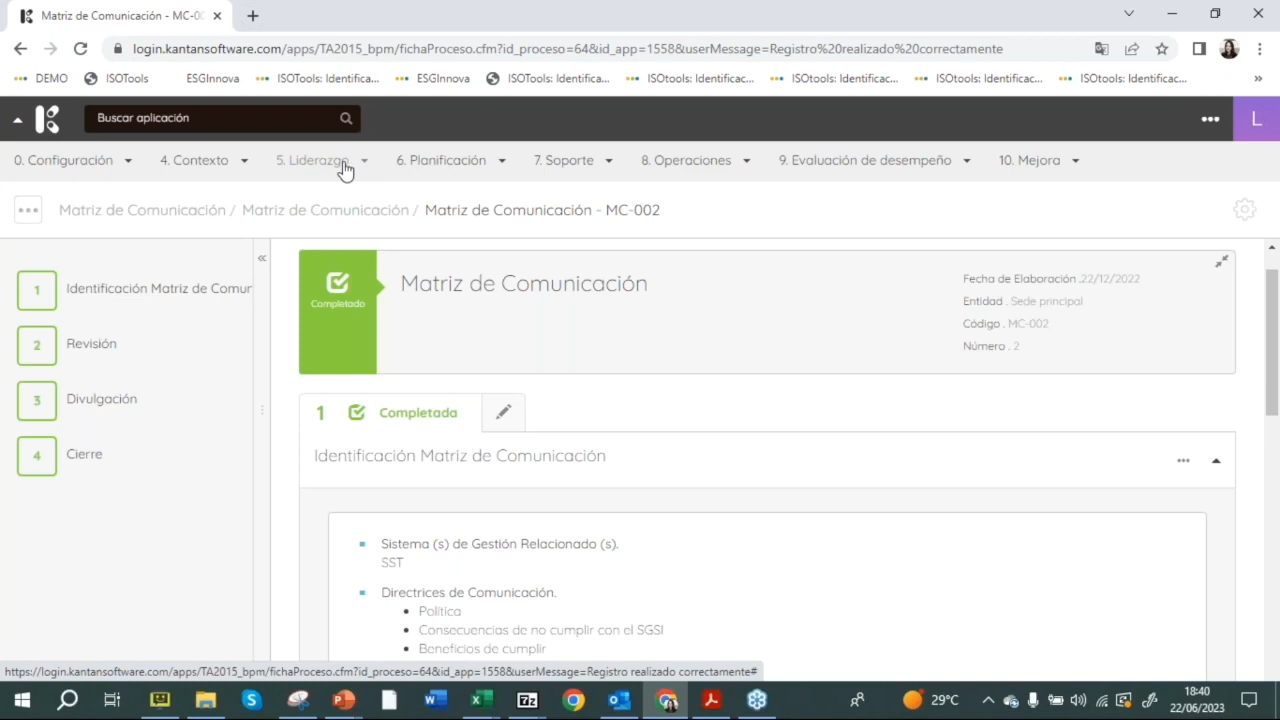 Matriz de Comunicación - MC-00
login.kantansoftware.com/apps/TA2015_bpm/fichaProceso.cfm?id_proceso=64&id_app=1558&userMessage=Registro%20realizado%20correctamente
DEMO ISOTools ESGInnova ISOTools: Identifica... ESGInnova ISOTools: Identifica... ISOtools: Identificac... ISOtools: Identificac... ISOtools: Identificac... ISOtools: Identificac... »
Buscar aplicación L
0. Configuración 4. Contexto 5. Liderazgo 6. Planificación 7. Soporte 8. Operaciones 9. Evaluación de desempeño 10. Mejora
Matriz de Comunicación / Matriz de Comunicación / Matriz de Comunicación - MC-002
«
1 Identificación Matriz de Comun
2 Revisión
3 Divulgación
4 Cierre
Completado
Matriz de Comunicación
Fecha de Elaboración .22/12/2022
Entidad . Sede principal
Código . MC-002
Número . 2
1 Completada
Identificación Matriz de Comunicación
Sistema (s) de Gestión Relacionado (s).
SST
Directrices de Comunicación.
Política
Consecuencias de no cumplir con el SGSI
Beneficios de cumplir
https://login.kantansoftware.com/apps/TA2015_bpm/fichaProceso.cfm?id_proceso=64&id_app=1558&userMessage=Registro realizado correctamente#
29°C
18:40
22/06/2023